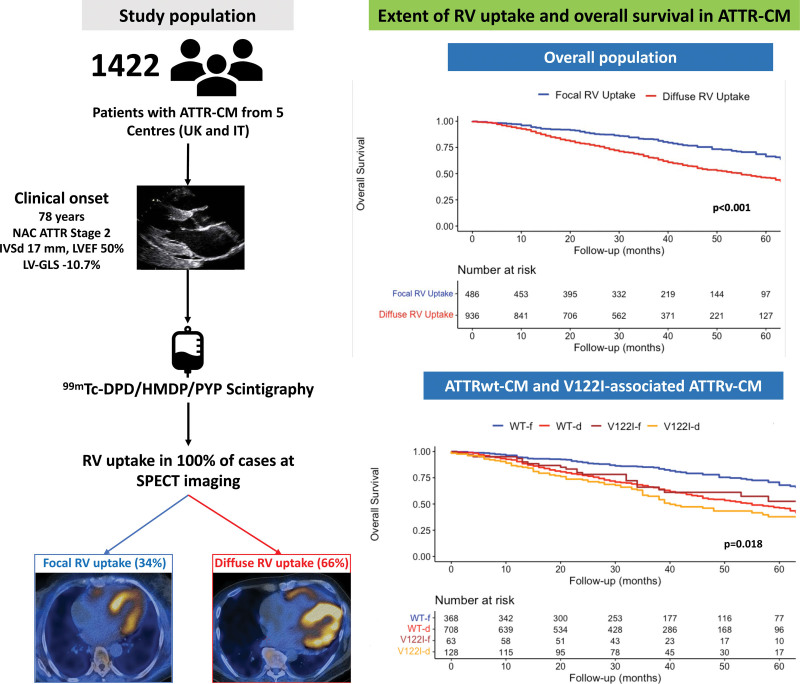 Study population
1422
Patients with ATTR-CM from 5
Centres (UK and IT)
Clinical onset
78 years
NAC ATTR Stage 2
IVSd 17 mm, LVEF 50%
LV-GLS -10.7%
⁹⁹ᵐTc-DPD/HMDP/PYP Scintigraphy
RV uptake in 100% of cases at
SPECT imaging
Focal RV uptake (34%)
Diffuse RV uptake (66%)
Extent of RV uptake and overall survival in ATTR-CM
Overall population
Focal RV Uptake Diffuse RV Uptake
Overall Survival
1.00
0.75
0.50
0.25
0.00
p<0.001
0 10 20 30 40 50 60
Follow-up (months)
Number at risk
Focal RV Uptake 486 453 395 332 219 144 97
Diffuse RV Uptake 936 841 706 562 371 221 127
0 10 20 30 40 50 60
Follow-up (months)
ATTRwt-CM and V122I-associated ATTRv-CM
WT-f WT-d V122I-f V122I-d
Overall Survival
1.00
0.75
0.50
0.25
0.00
p=0.018
0 10 20 30 40 50 60
Follow-up (months)
Number at risk
WT-f 368 342 300 253 177 116 77
WT-d 708 639 534 428 286 168 96
V122I-f 63 58 51 43 23 17 10
V122I-d 128 115 95 78 45 30 17
0 10 20 30 40 50 60
Follow-up (months)